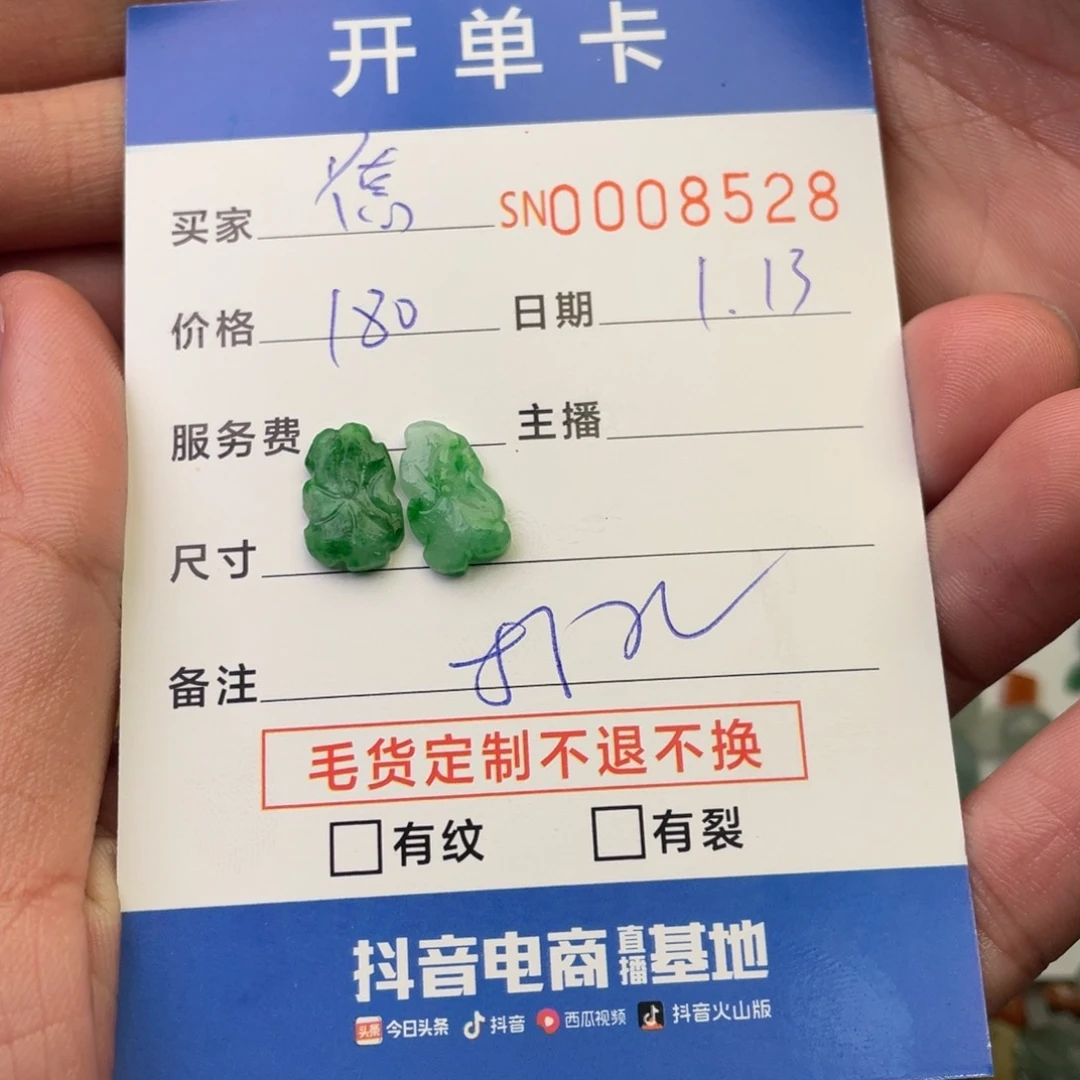 开单卡
买家 SN0008528
价格 180 日期 1.13
服务费 主播
尺寸
备注
毛货定制不退不换
有纹 有裂
抖音电商直播基地
头条 今日头条 抖音 西瓜视频 抖音火山版